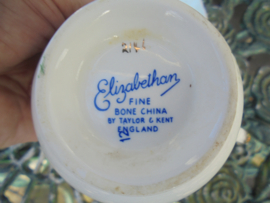 Elizabethan
FINE
BONE CHINA
BY TAYLOR & KENT
ENGLAND